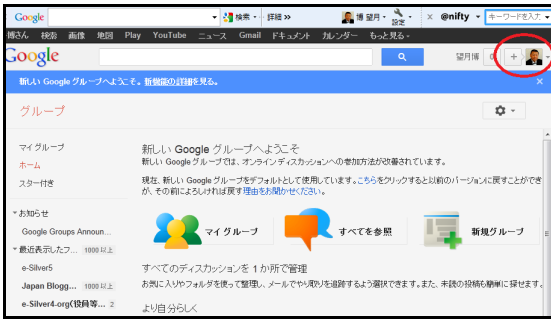 Google 検索 詳細 » 博 望月 設定 × @nifty キーワードを入力
博さん 検索 画像 地図 Play YouTube ニュース Gmail ドキュメント カレンダー もっと見る
Google 望月博 0 +
新しい Google グループへようこそ。新機能の詳細を見る。 ×
グループ
マイグループ
ホーム
スター付き
お知らせ
Google Groups Announ...
最近表示したフ... 1000 以上
e-Silver5
Japan Blogg... 1000 以上
e-Silver4-org(役員等... 2
新しい Google グループへようこそ
新しい Google グループでは、オンラインディスカッションへの参加方法が改善されています。
現在、新しい Google グループをデフォルトとして使用しています。こちらをクリックすると以前のバージョンに戻すことができ
が、その前によろしければ戻す理由をお聞かせください。
マイ グループ すべてを参照 新規グループ
すべてのディスカッションを 1 か所で管理
お気に入りやフォルダを使って整理し、メールでやり取りを追跡するよう選択できます。また、未読の投稿も簡単に探せます。
より自分らしく